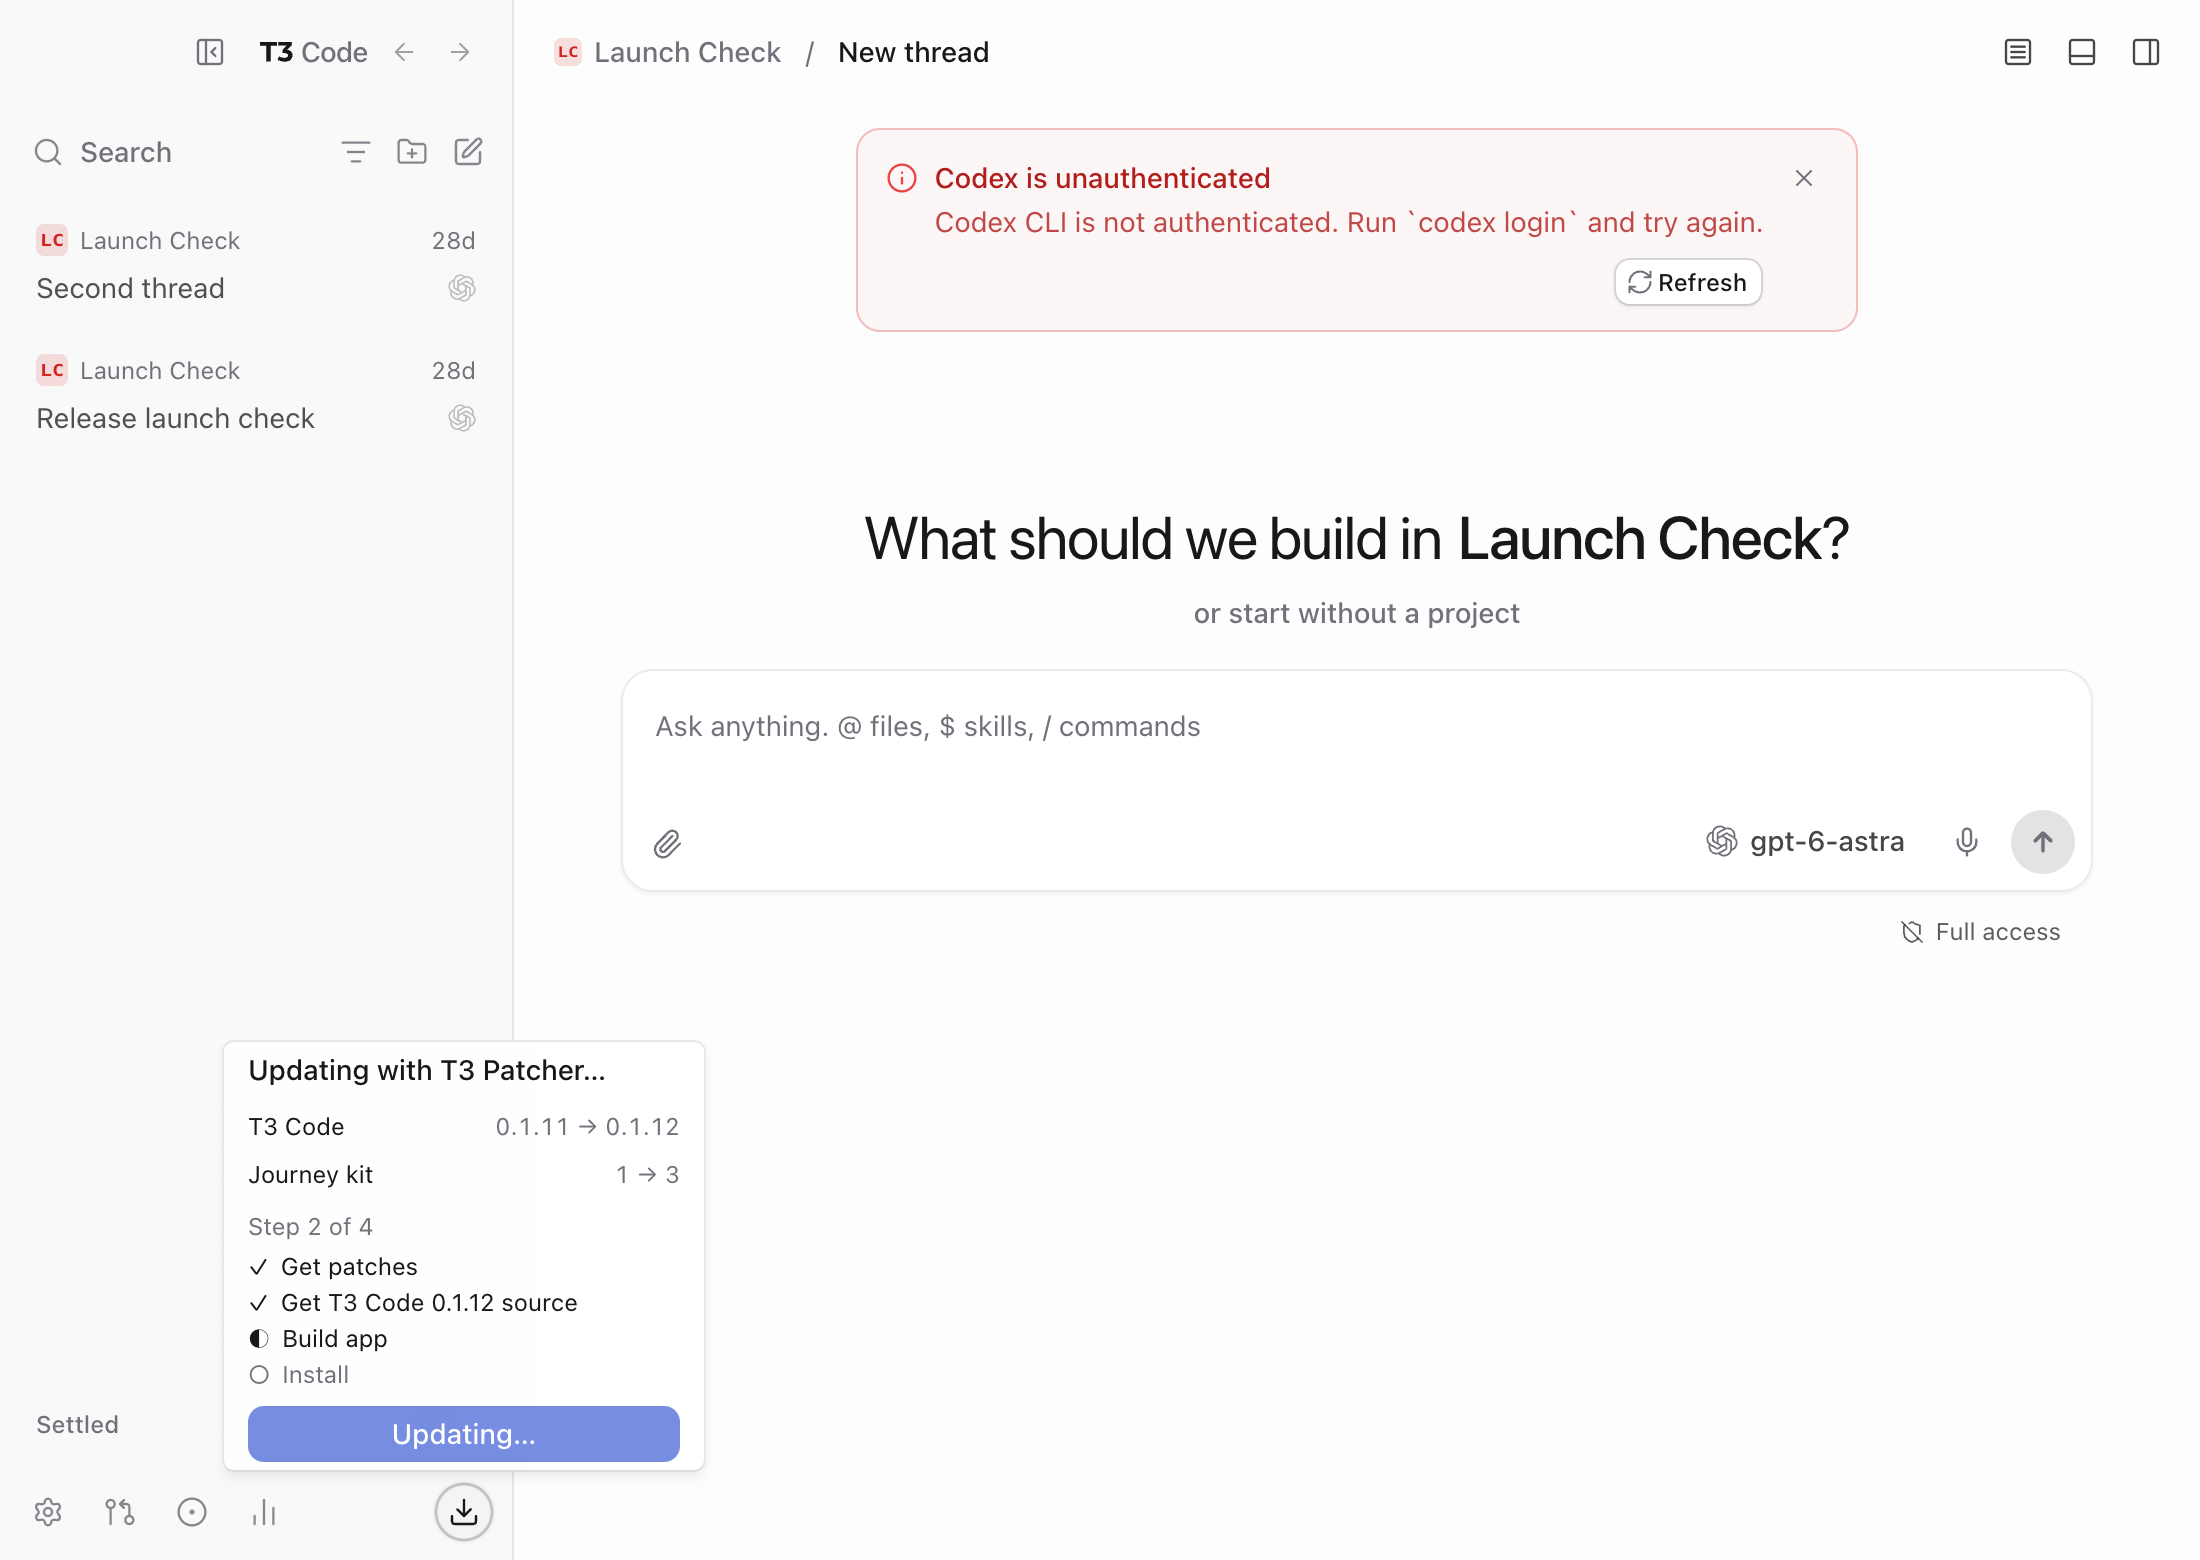 T3 Code
LC Launch Check / New thread
Search
LC Launch Check 28d
Second thread
LC Launch Check 28d
Release launch check
Codex is unauthenticated
Codex CLI is not authenticated. Run `codex login` and try again.
Refresh
What should we build in Launch Check?
or start without a project
Ask anything. @ files, $ skills, / commands
gpt-6-astra
Full access
Updating with T3 Patcher...
T3 Code 0.1.11 → 0.1.12
Journey kit 1 → 3
Step 2 of 4
✓ Get patches
✓ Get T3 Code 0.1.12 source
Build app
Install
Updating...
Settled